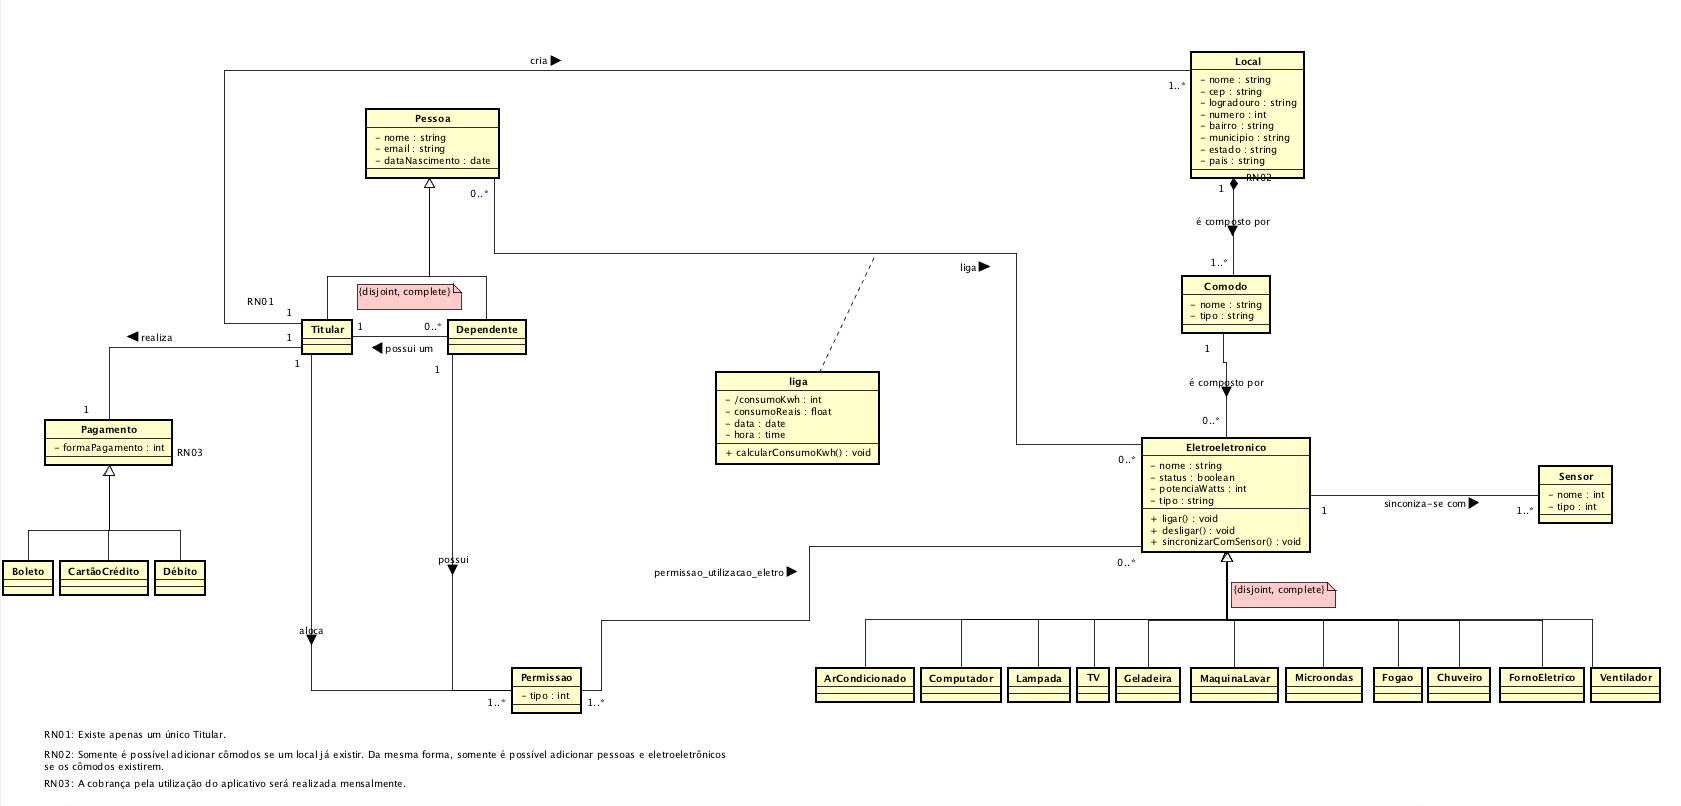 cria
Local
- nome : string
- cep : string
- logradouro : string
- numero : int
- bairro : string
- municipio : string
- estado : string
- pais : string
1..*
RN02
1
é composto por
1..*
Pessoa
- nome : string
- email : string
- dataNascimento : date
0..*
liga
{disjoint, complete}
RN01
1
1
1
Titular
1
0..*
possui um
Dependente
1
realiza
1
Pagamento
- formaPagamento : int
RN03
Boleto
CartãoCrédito
Débito
Comodo
- nome : string
- tipo : string
1
é composto por
0..*
liga
- /consumoKwh : int
- consumoReais : float
- data : date
- hora : time
+ calcularConsumoKwh() : void
0..*
Eletroeletronico
- nome : string
- status : boolean
- potenciaWatts : int
- tipo : string
+ ligar() : void
+ desligar() : void
+ sincronizarComSensor() : void
1
sinconiza-se com
1..*
Sensor
- nome : int
- tipo : int
possui
permissao_utilizacao_eletro
0..*
{disjoint, complete}
aloca
Permissao
- tipo : int
1..*
1..*
ArCondicionado
Computador
Lampada
TV
Geladeira
MaquinaLavar
Microondas
Fogao
Chuveiro
FornoEletrico
Ventilador
RN01: Existe apenas um único Titular.
RN02: Somente é possível adicionar cômodos se um local já existir. Da mesma forma, somente é possível adicionar pessoas e eletroeletrônicos
se os cômodos existirem.
RN03: A cobrança pela utilização do aplicativo será realizada mensalmente.